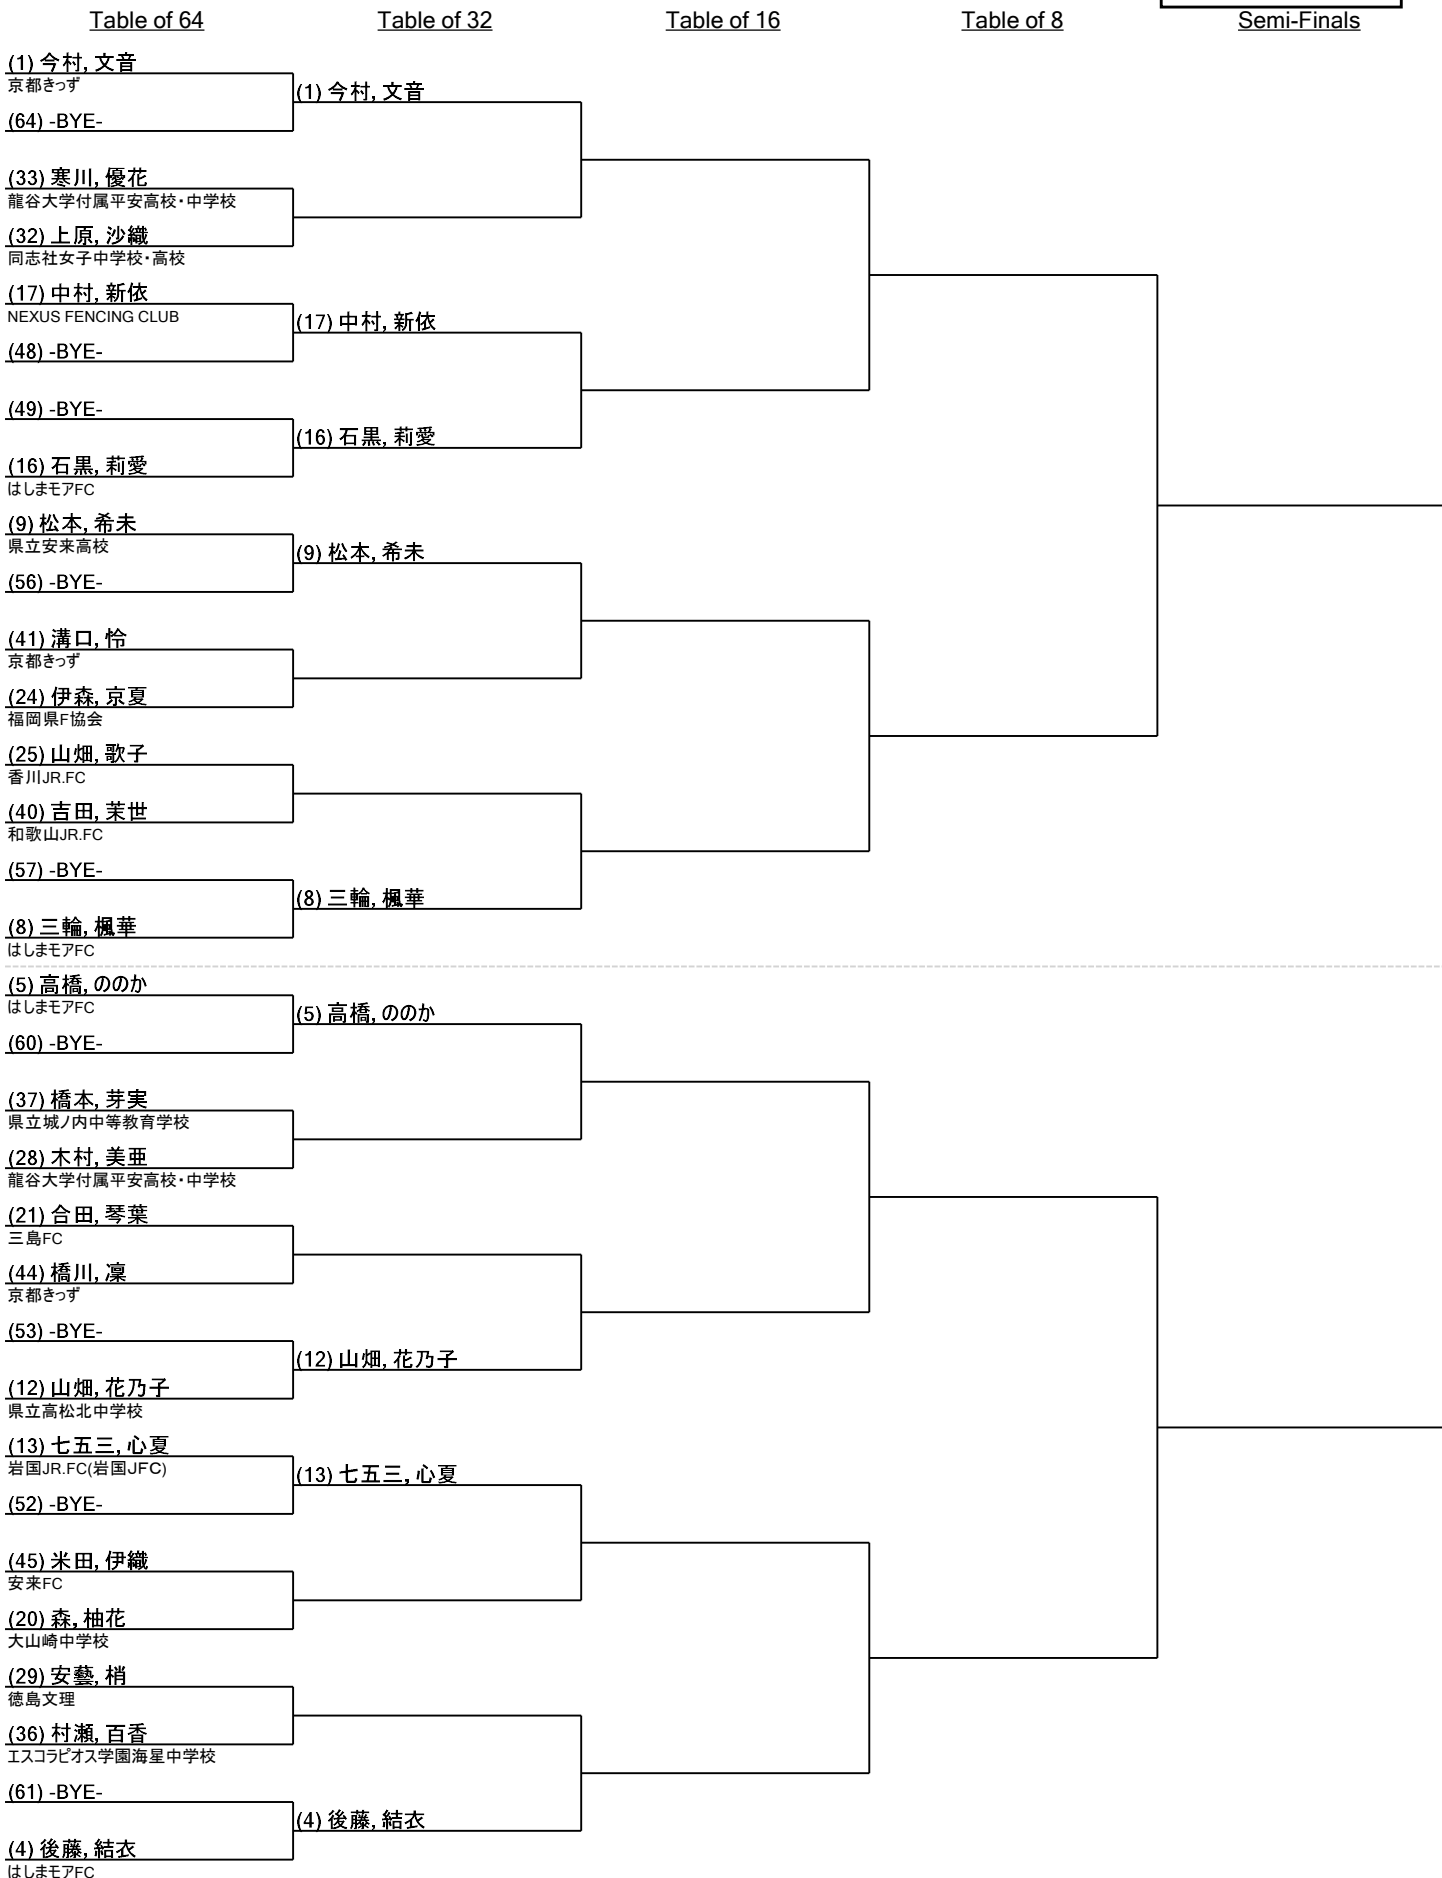 Table of 64 Table of 32 Table of 16 Table of 8 Semi-Finals
(1) 今村, 文音
京都きっず
(1) 今村, 文音
(64) -BYE-
(33) 寒川, 優花
龍谷大学付属平安高校・中学校
(32) 上原, 沙織
同志社女子中学校・高校
(17) 中村, 新依
NEXUS FENCING CLUB
(17) 中村, 新依
(48) -BYE-
(49) -BYE-
(16) 石黒, 莉愛
(16) 石黒, 莉愛
はしまモアFC
(9) 松本, 希未
県立安来高校
(9) 松本, 希未
(56) -BYE-
(41) 溝口, 怜
京都きっず
(24) 伊森, 京夏
福岡県F協会
(25) 山畑, 歌子
香川JR.FC
(40) 吉田, 茉世
和歌山JR.FC
(57) -BYE-
(8) 三輪, 楓華
(8) 三輪, 楓華
はしまモアFC
(5) 高橋, ののか
はしまモアFC
(5) 高橋, ののか
(60) -BYE-
(37) 橋本, 芽実
県立城ノ内中等教育学校
(28) 木村, 美亜
龍谷大学付属平安高校・中学校
(21) 合田, 琴葉
三島FC
(44) 橋川, 凜
京都きっず
(53) -BYE-
(12) 山畑, 花乃子
(12) 山畑, 花乃子
県立高松北中学校
(13) 七五三, 心夏
岩国JR.FC(岩国JFC)
(13) 七五三, 心夏
(52) -BYE-
(45) 米田, 伊織
安来FC
(20) 森, 柚花
大山崎中学校
(29) 安藝, 梢
徳島文理
(36) 村瀬, 百香
エスコラピオス学園海星中学校
(61) -BYE-
(4) 後藤, 結衣
(4) 後藤, 結衣
はしまモアFC